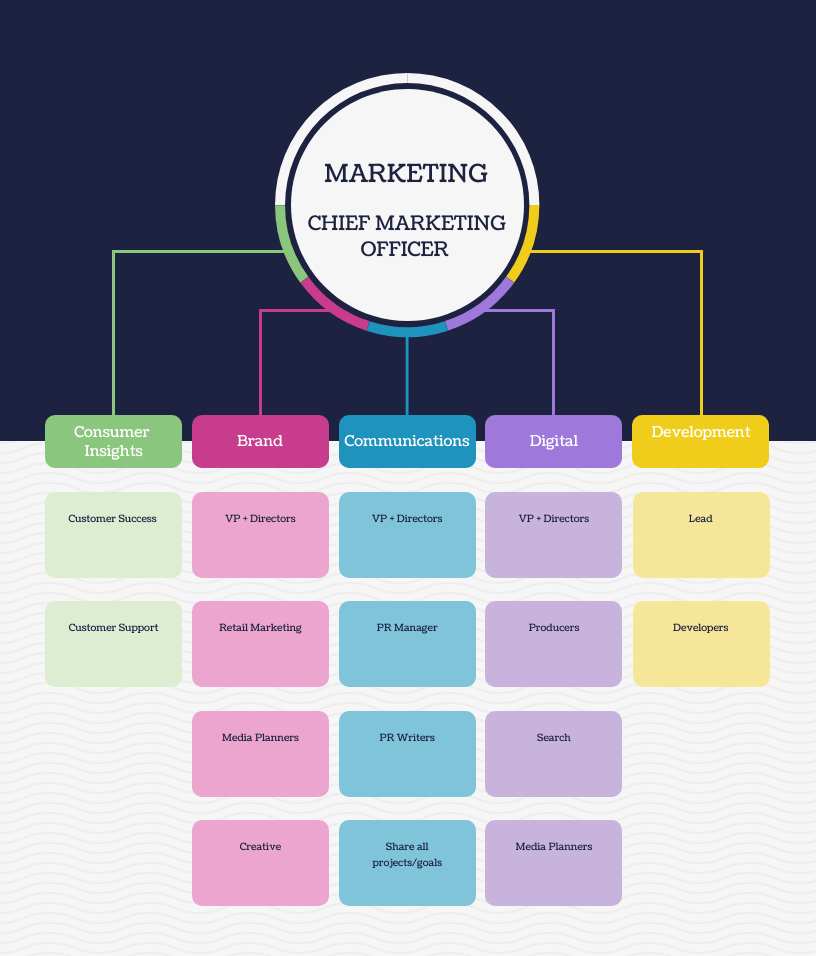 MARKETING
CHIEF MARKETING
OFFICER
Consumer
Insights
Brand
Communications
Digital
Development
Customer Success
VP + Directors
VP + Directors
VP + Directors
Lead
Customer Support
Retail Marketing
PR Manager
Producers
Developers
Media Planners
PR Writers
Search
Creative
Share all
projects/goals
Media Planners